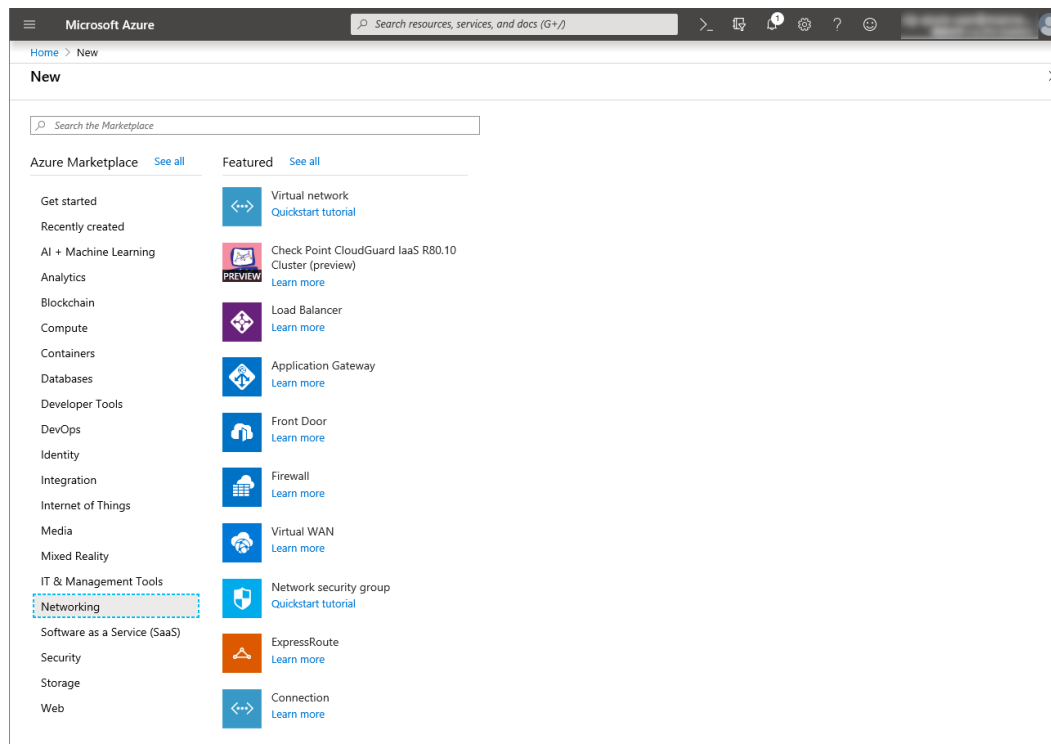 Microsoft Azure
Search resources, services, and docs (G+/)
1
Home > New
New
Search the Marketplace
Azure Marketplace See all
Get started
Recently created
AI + Machine Learning
Analytics
Blockchain
Compute
Containers
Databases
Developer Tools
DevOps
Identity
Integration
Internet of Things
Media
Mixed Reality
IT & Management Tools
Networking
Software as a Service (SaaS)
Security
Storage
Web
Featured See all
Virtual network
Quickstart tutorial
PREVIEW
Check Point CloudGuard IaaS R80.10
Cluster (preview)
Learn more
Load Balancer
Learn more
Application Gateway
Learn more
Front Door
Learn more
Firewall
Learn more
Virtual WAN
Learn more
Network security group
Quickstart tutorial
ExpressRoute
Learn more
Connection
Learn more